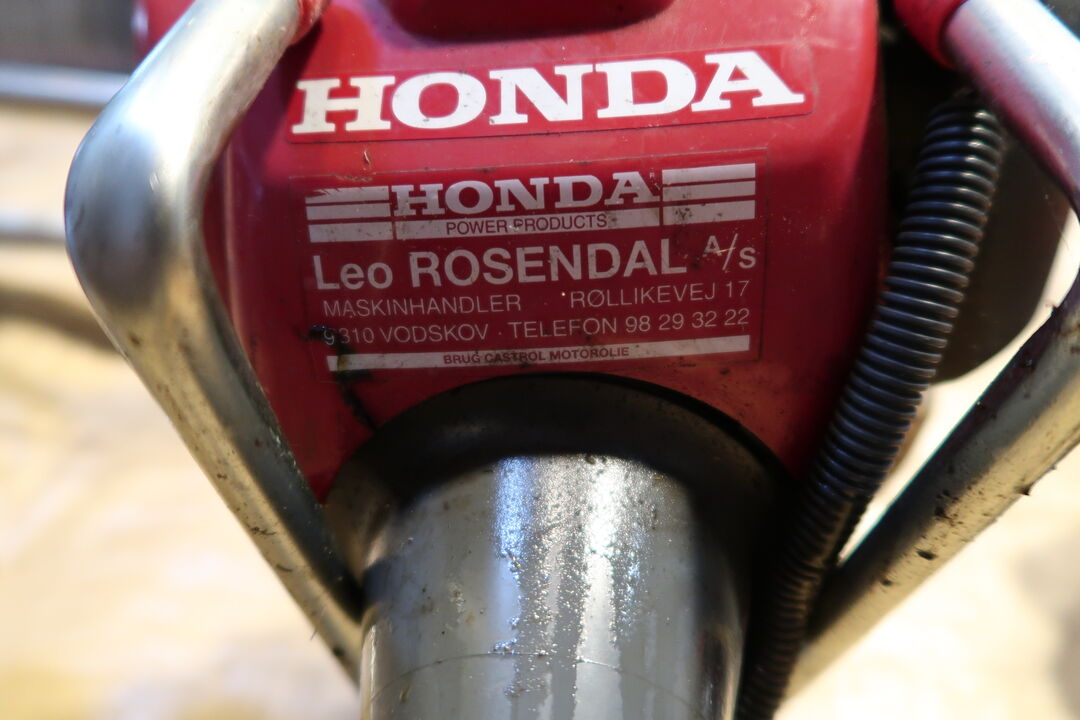 HONDA
HONDA
POWER PRODUCTS
Leo ROSENDAL A/S
MASKINHANDLER · RØLLIKEVEJ 17
9310 VODSKOV · TELEFON 98 29 32 22
BRUG CASTROL MOTOROLIE